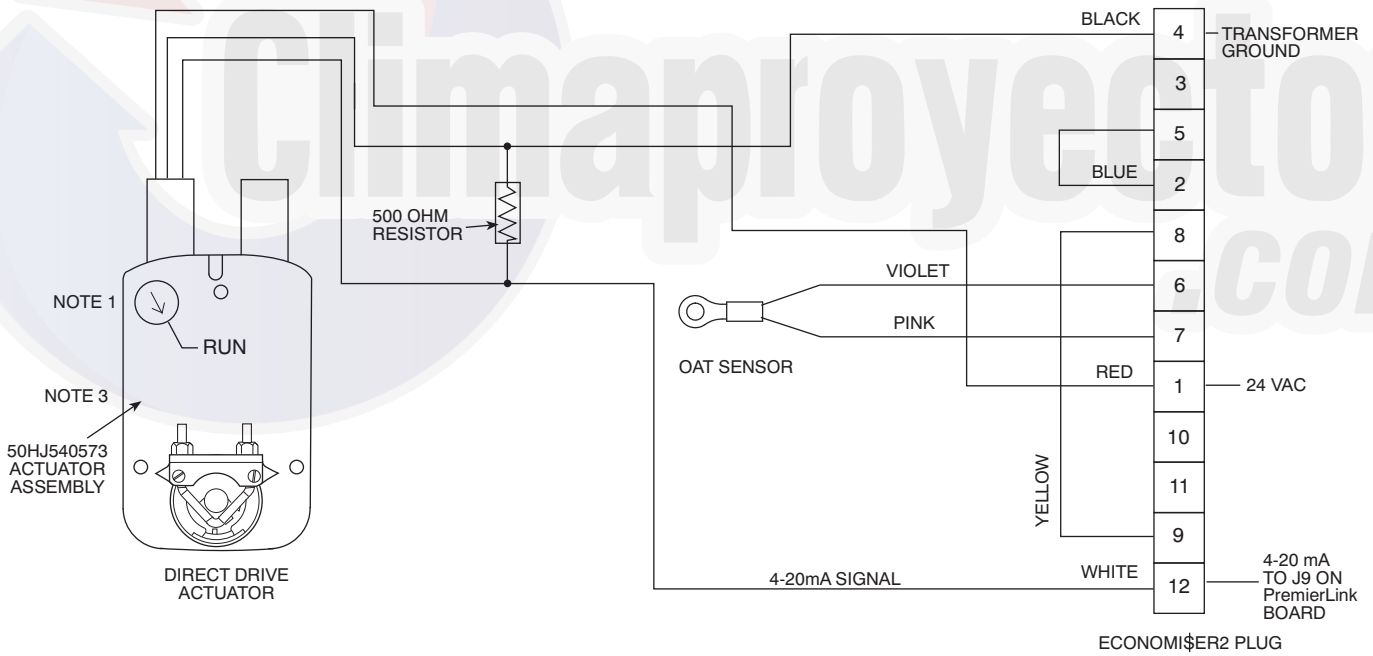 Climaproyectos
.com
BLACK
4
TRANSFORMER
GROUND
3
5
BLUE
2
500 OHM
RESISTOR
8
VIOLET
6
NOTE 1
PINK
7
RUN
OAT SENSOR
RED
1
24 VAC
NOTE 3
10
50HJ540573
ACTUATOR
ASSEMBLY
YELLOW
11
9
DIRECT DRIVE
ACTUATOR
4-20mA SIGNAL
WHITE
12
4-20 mA
TO J9 ON
PremierLink
BOARD
ECONOMI$ER2 PLUG